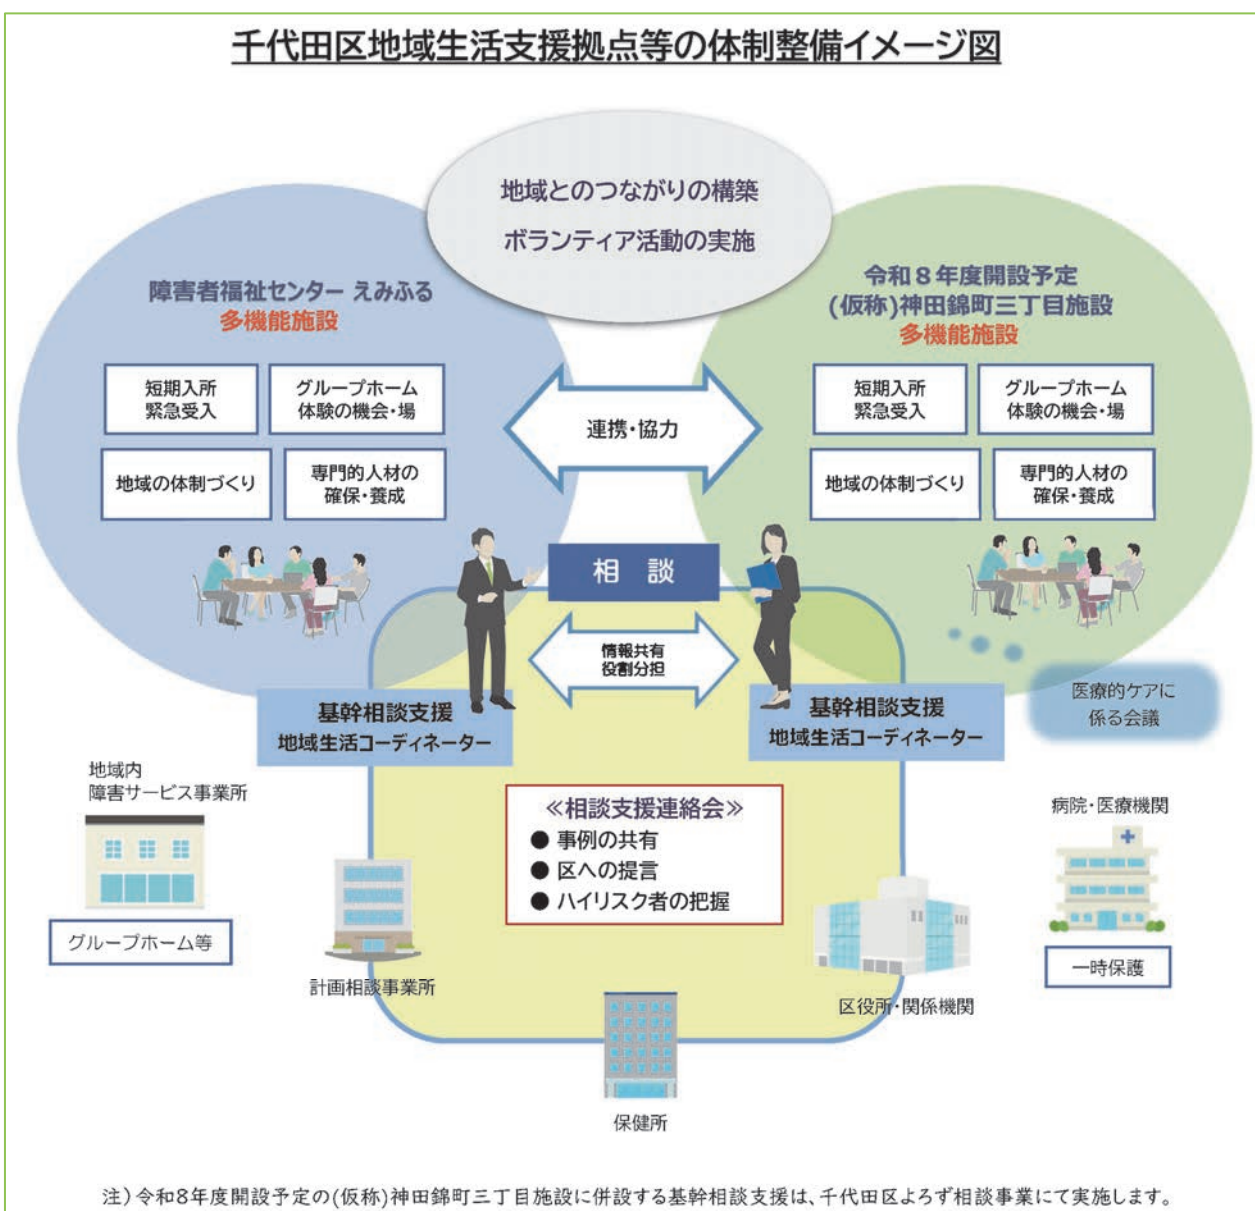 千代田区地域生活支援拠点等の体制整備イメージ図
地域とのつながりの構築
ボランティア活動の実施
障害者福祉センター えみふる
多機能施設
短期入所
緊急受入
グループホーム
体験の機会・場
地域の体制づくり
専門的人材の
確保・養成
連携・協力
令和８年度開設予定
(仮称)神田錦町三丁目施設
多機能施設
短期入所
緊急受入
グループホーム
体験の機会・場
地域の体制づくり
専門的人材の
確保・養成
相 談
情報共有
役割分担
基幹相談支援
地域生活コーディネーター
基幹相談支援
地域生活コーディネーター
医療的ケアに
係る会議
地域内
障害サービス事業所
グループホーム等
計画相談事業所
≪相談支援連絡会≫
● 事例の共有
● 区への提言
● ハイリスク者の把握
病院・医療機関
一時保護
区役所・関係機関
保健所
注）令和8年度開設予定の(仮称)神田錦町三丁目施設に併設する基幹相談支援は、千代田区よろず相談事業にて実施します。